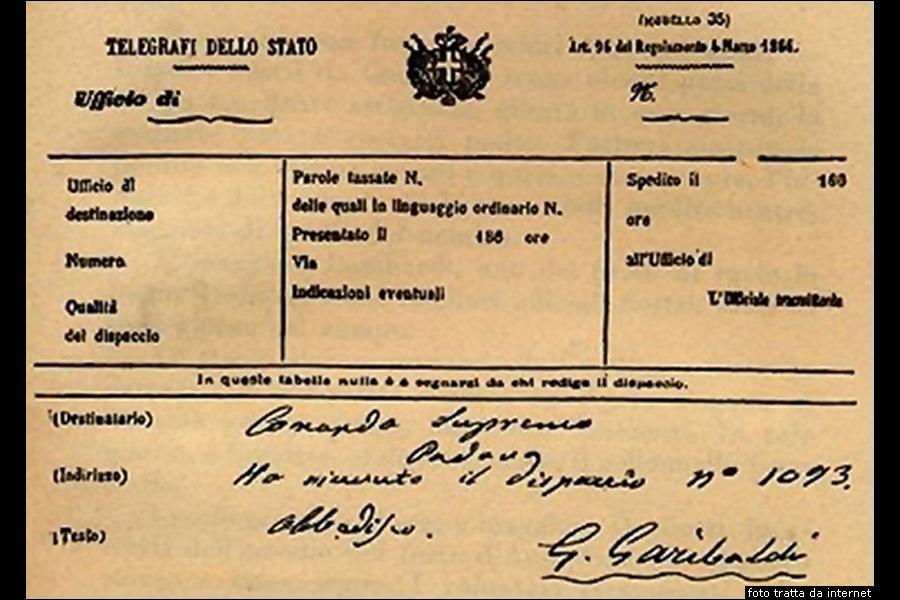 (MODELLO 35)
TELEGRAFI DELLO STATO
Art. 96 del Regolamento 4 Marzo 1866.
Ufficio di
N.
Ufficio di
destinazione
Numero
Qualità
del dispaccio
Parole tassate N.
delle quali in linguaggio ordinario N.
Presentato il 186 ore
Via
Indicazioni eventuali
Spedito il 186
ore
all'Ufficio di
L'Ufficiale trasmittente
In queste tabelle nulla è a segnarsi da chi redige il dispaccio.
(Destinatario) Comando Supremo
Padova
(Indirizzo) Ho ricevuto il dispaccio n° 1073.
(Testo) Obbedisco.
G. Garibaldi
foto tratta da internet